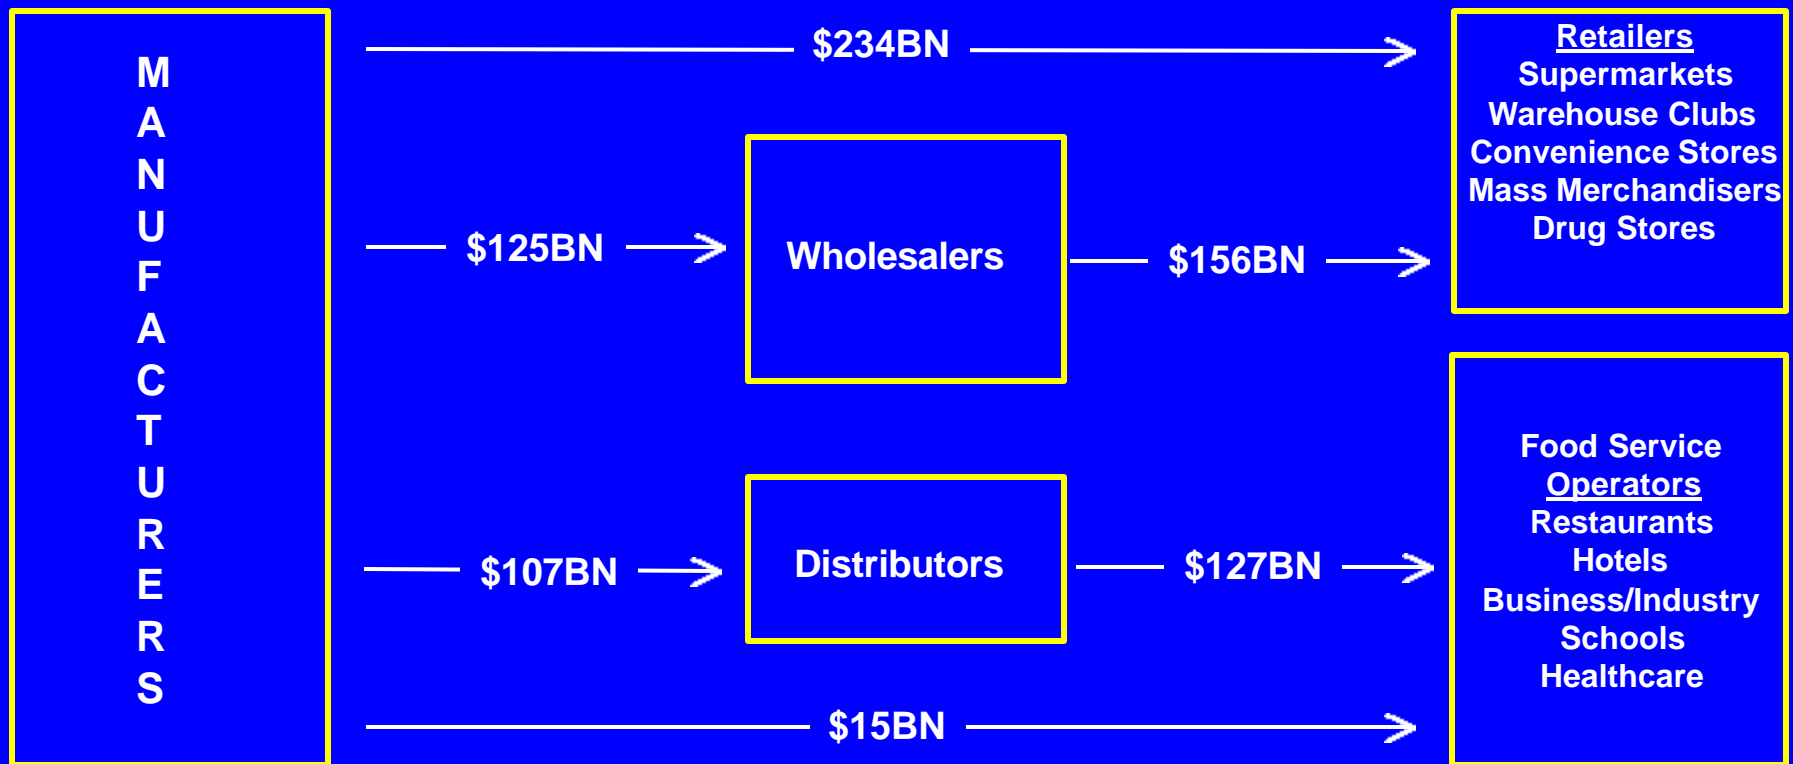 M
A
N
U
F
A
C
T
U
R
E
R
S
$234BN
$125BN
Wholesalers
$156BN
$107BN
Distributors
$127BN
$15BN
Retailers
Supermarkets
Warehouse Clubs
Convenience Stores
Mass Merchandisers
Drug Stores
Food Service
Operators
Restaurants
Hotels
Business/Industry
Schools
Healthcare